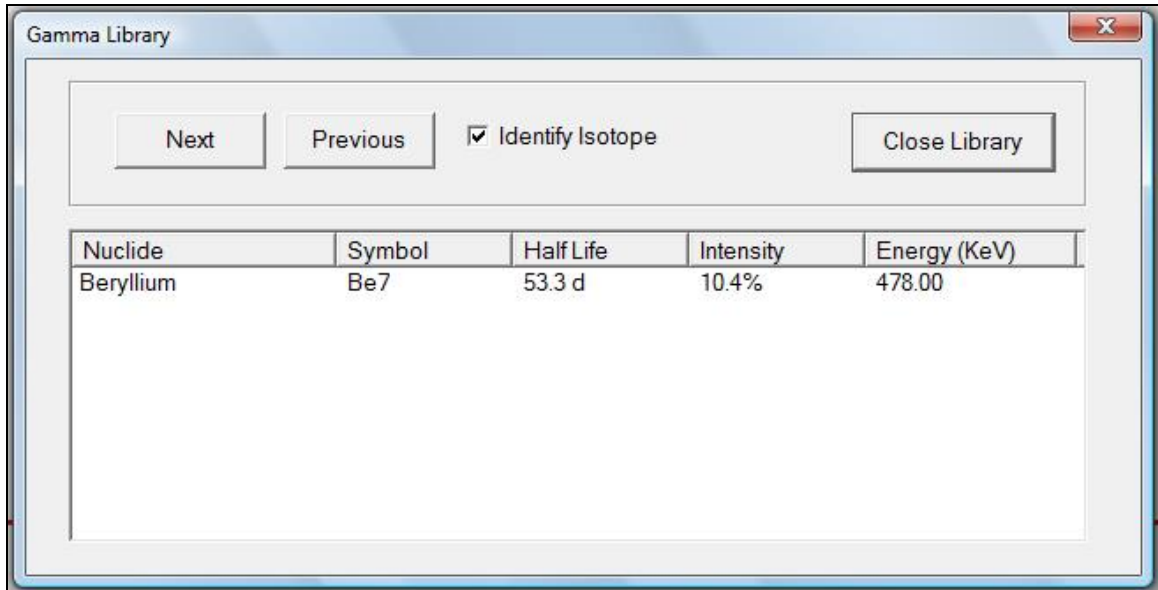 Gamma Library
Next Previous Identify Isotope Close Library
Nuclide Symbol Half Life Intensity Energy (KeV)
Beryllium Be7 53.3 d 10.4% 478.00